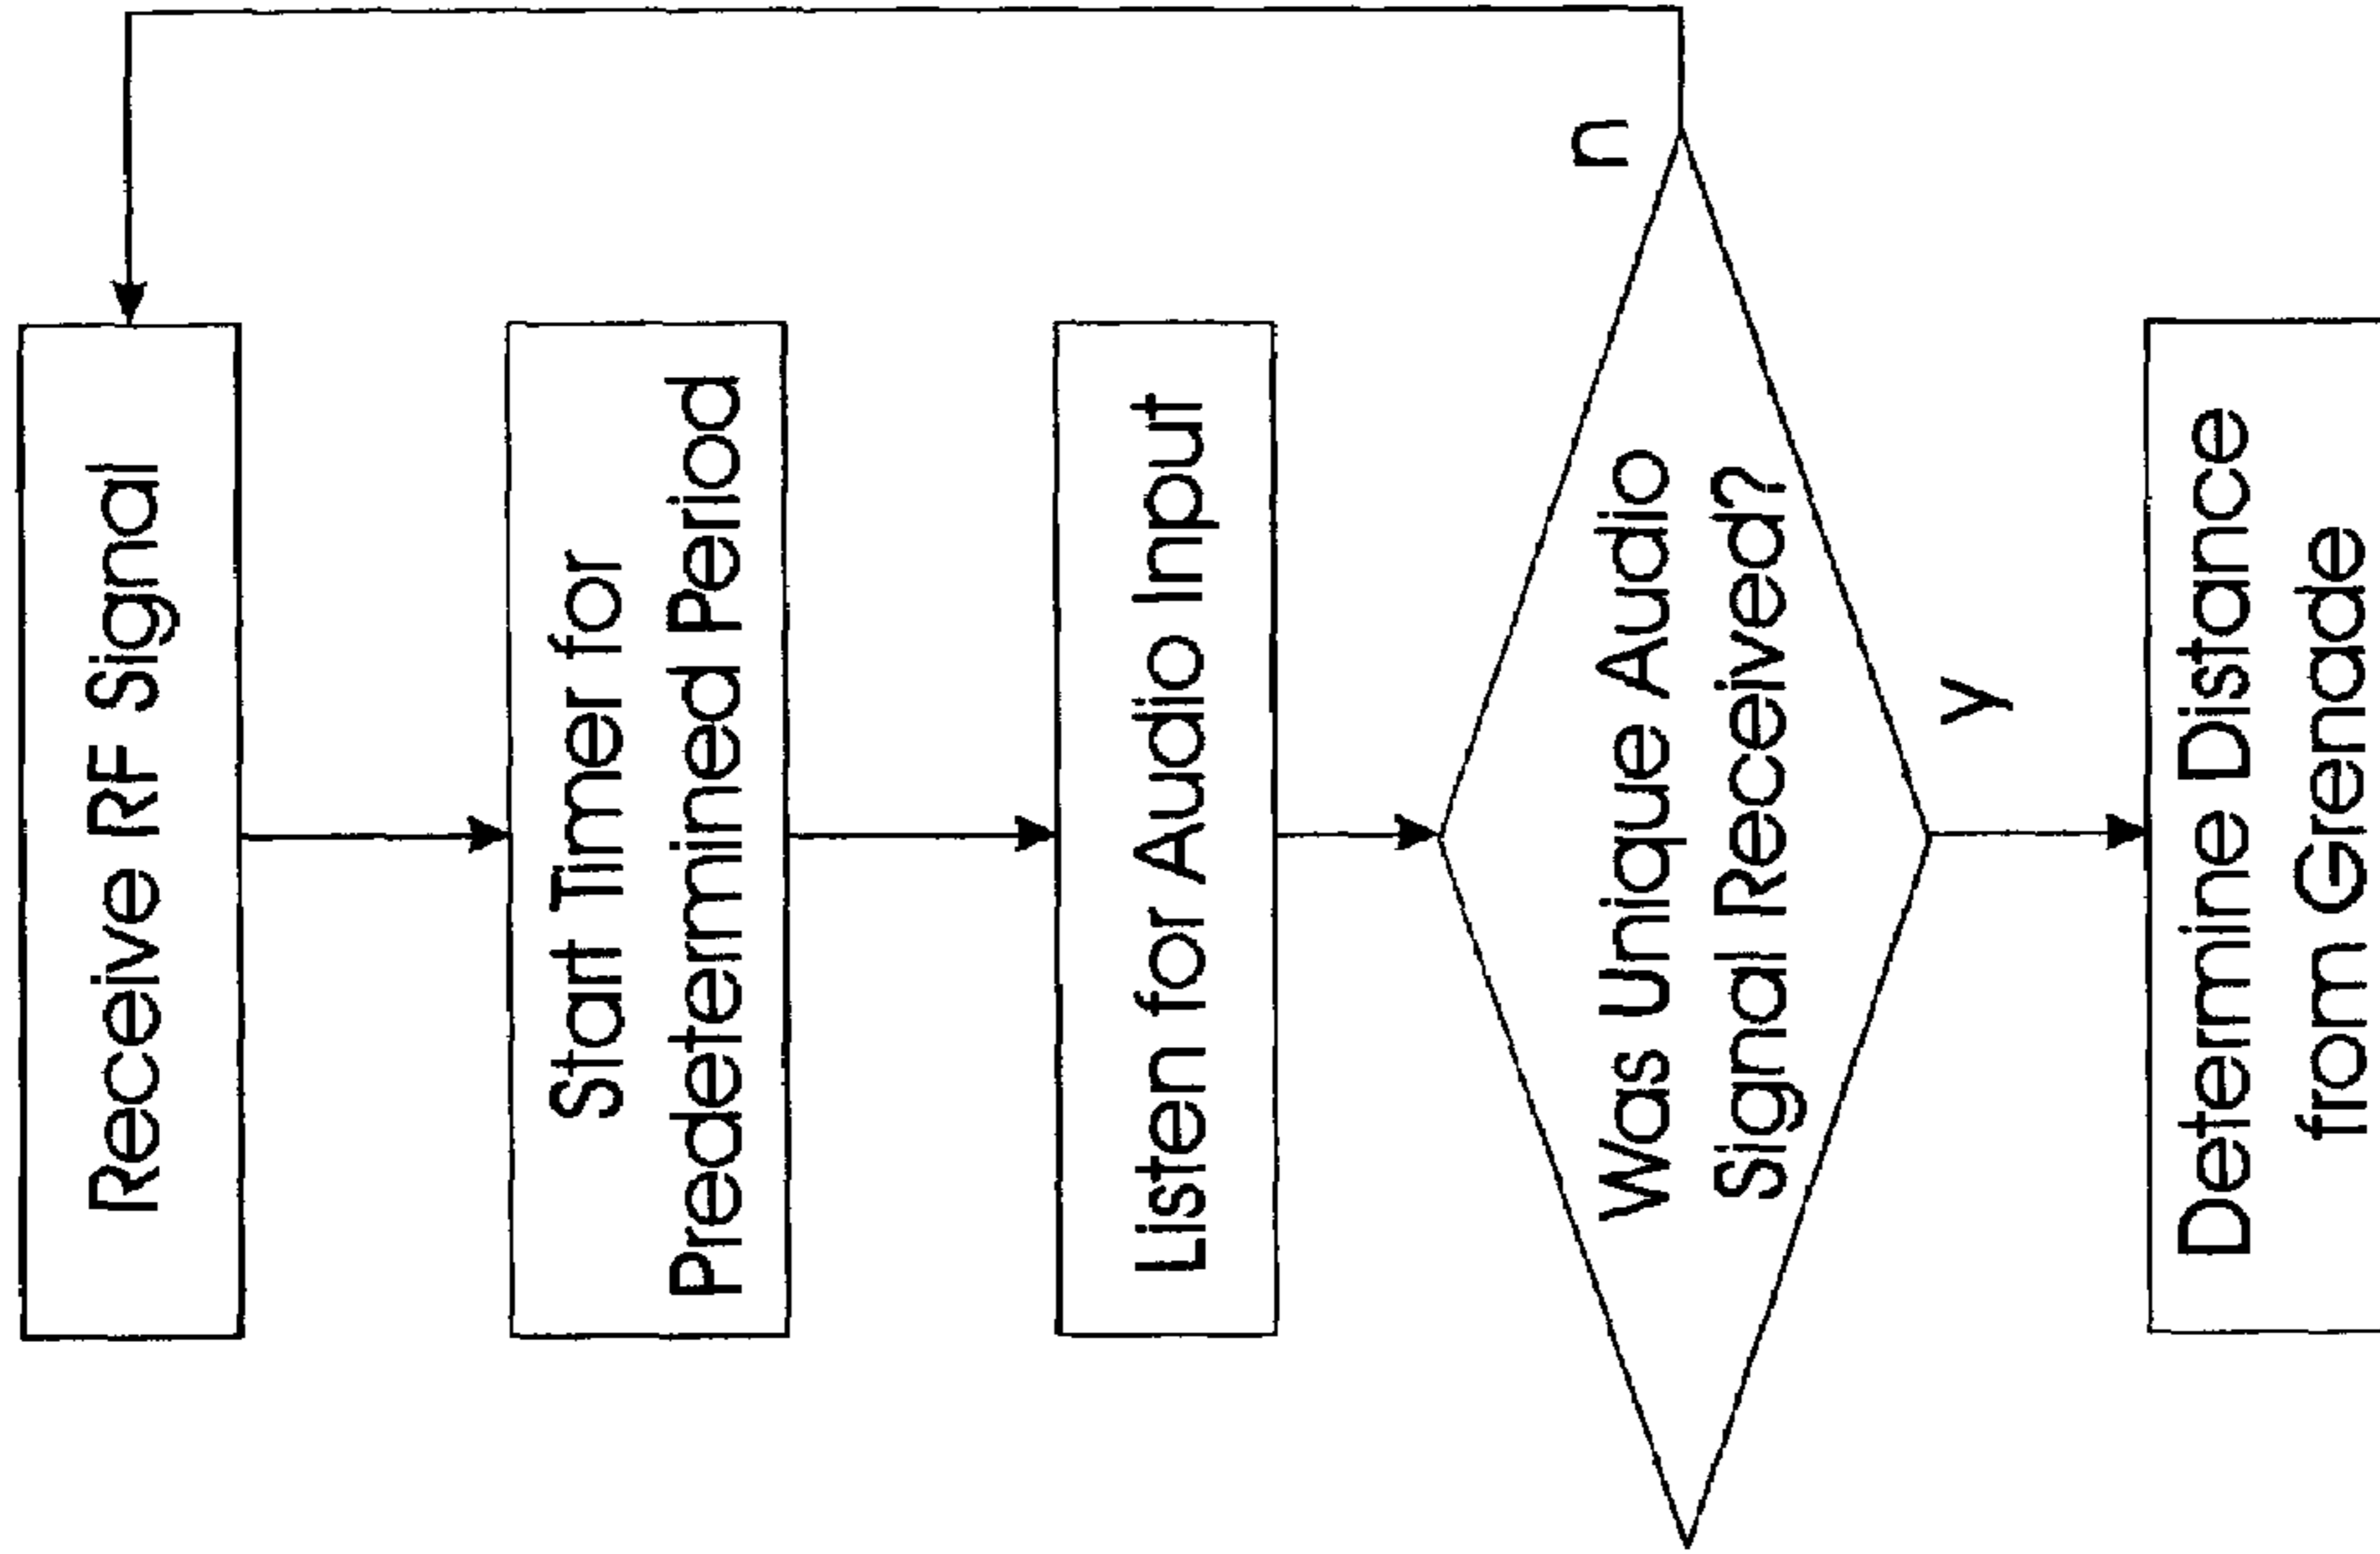 Receive RF Signal
Start Timer for
Predetermined Period
Listen for Audio Input
Was Unique Audio
Signal Received?
n
y
Determine Distance
from Grenade